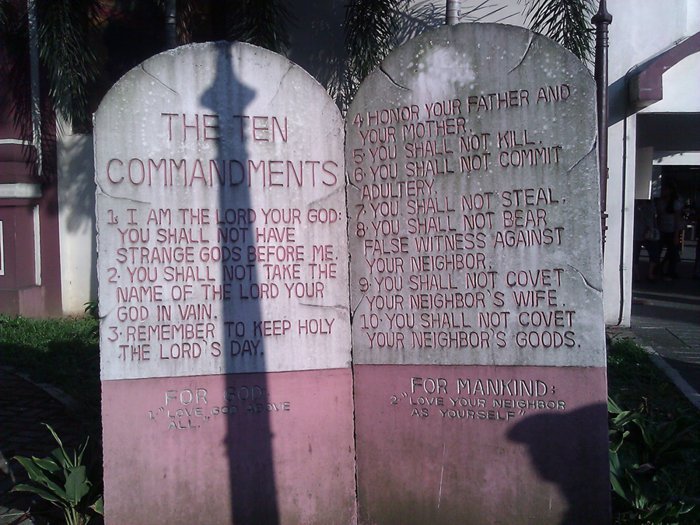 THE TEN
COMMANDMENTS
1. I AM THE LORD YOUR GOD:
YOU SHALL NOT HAVE
STRANGE GODS BEFORE ME.
2. YOU SHALL NOT TAKE THE
NAME OF THE LORD YOUR
GOD IN VAIN.
3. REMEMBER TO KEEP HOLY
THE LORD'S DAY.
FOR GOD:
1 "LOVE GOD ABOVE
ALL."
4 HONOR YOUR FATHER AND
YOUR MOTHER.
5. YOU SHALL NOT KILL.
6. YOU SHALL NOT COMMIT
ADULTERY.
7. YOU SHALL NOT STEAL.
8. YOU SHALL NOT BEAR
FALSE WITNESS AGAINST
YOUR NEIGHBOR.
9. YOU SHALL NOT COVET
YOUR NEIGHBOR'S WIFE.
10. YOU SHALL NOT COVET
YOUR NEIGHBOR'S GOODS.
FOR MANKIND:
2 "LOVE YOUR NEIGHBOR
AS YOURSELF"